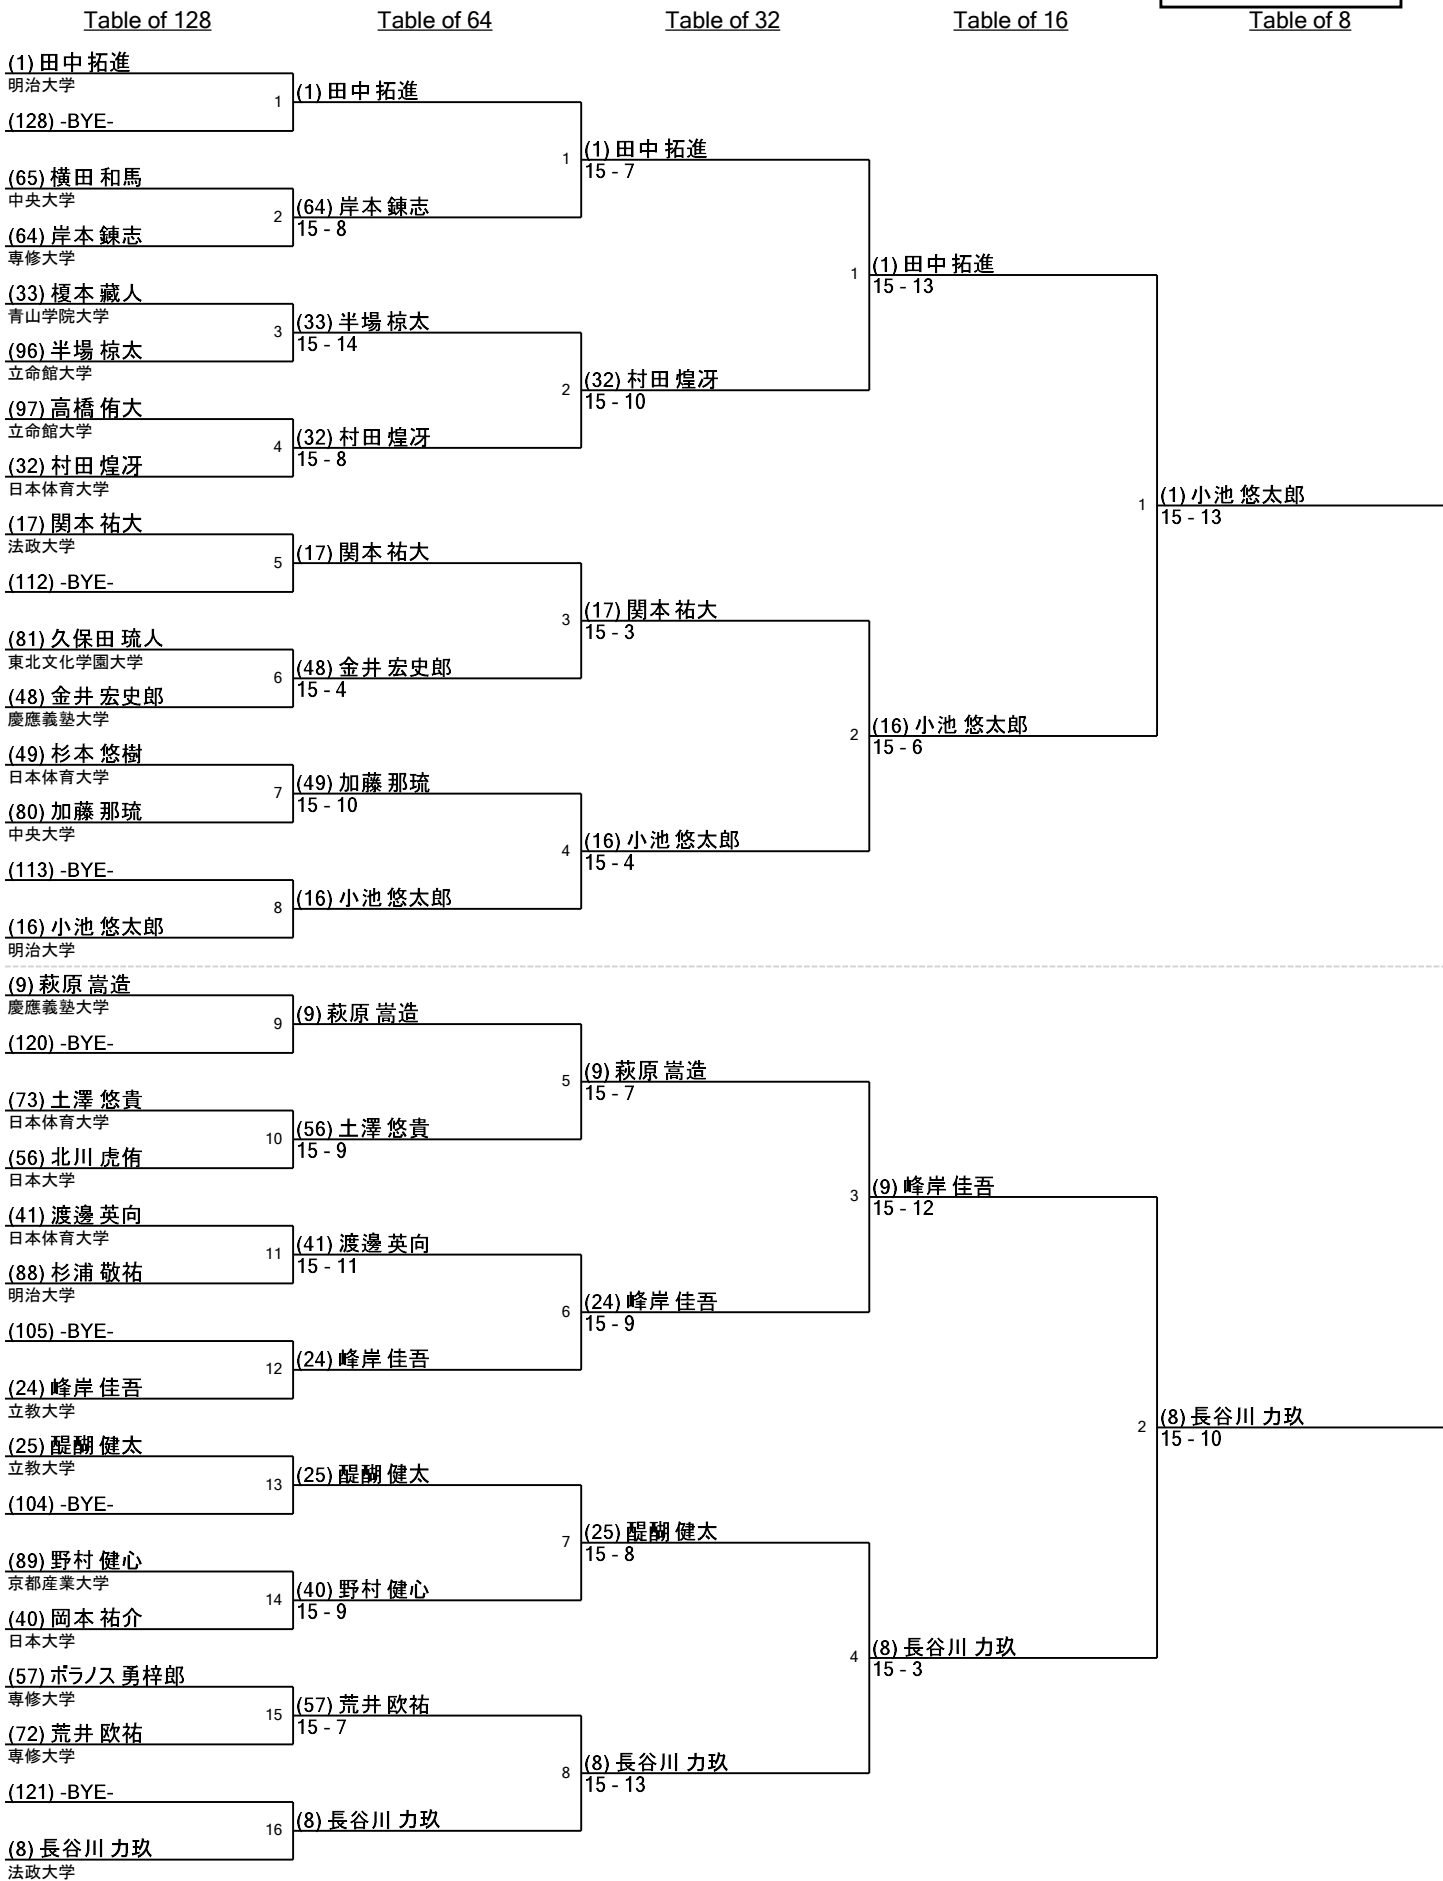 Table of 128
Table of 64
Table of 32
Table of 16
Table of 8
(1) 田中 拓進
明治大学
(128) -BYE-
(65) 横田 和馬
中央大学
(64) 岸本 錬志
専修大学
(33) 榎本 藏人
青山学院大学
(96) 半場 椋太
立命館大学
(97) 高橋 侑大
立命館大学
(32) 村田 煌冴
日本体育大学
(17) 関本 祐大
法政大学
(112) -BYE-
(81) 久保田 琉人
東北文化学園大学
(48) 金井 宏史郎
慶應義塾大学
(49) 杉本 悠樹
日本体育大学
(80) 加藤 那琉
中央大学
(113) -BYE-
(16) 小池 悠太郎
明治大学
(9) 萩原 嵩造
慶應義塾大学
(120) -BYE-
(73) 土澤 悠貴
日本体育大学
(56) 北川 虎侑
日本大学
(41) 渡邊 英向
日本体育大学
(88) 杉浦 敬祐
明治大学
(105) -BYE-
(24) 峰岸 佳吾
立教大学
(25) 醍醐 健太
立教大学
(104) -BYE-
(89) 野村 健心
京都産業大学
(40) 岡本 祐介
日本大学
(57) ボラノス 勇梓郎
専修大学
(72) 荒井 欧祐
専修大学
(121) -BYE-
(8) 長谷川 力玖
法政大学
1
(1) 田中 拓進
2
(64) 岸本 錬志
15 - 8
3
(33) 半場 椋太
15 - 14
4
(32) 村田 煌冴
15 - 8
5
(17) 関本 祐大
6
(48) 金井 宏史郎
15 - 4
7
(49) 加藤 那琉
15 - 10
8
(16) 小池 悠太郎
9
(9) 萩原 嵩造
10
(56) 土澤 悠貴
15 - 9
11
(41) 渡邊 英向
15 - 11
12
(24) 峰岸 佳吾
13
(25) 醍醐 健太
14
(40) 野村 健心
15 - 9
15
(57) 荒井 欧祐
15 - 7
16
(8) 長谷川 力玖
1
(1) 田中 拓進
15 - 7
2
(32) 村田 煌冴
15 - 10
3
(17) 関本 祐大
15 - 3
4
(16) 小池 悠太郎
15 - 4
5
(9) 萩原 嵩造
15 - 7
6
(24) 峰岸 佳吾
15 - 9
7
(25) 醍醐 健太
15 - 8
8
(8) 長谷川 力玖
15 - 13
1
(1) 田中 拓進
15 - 13
2
(16) 小池 悠太郎
15 - 6
3
(9) 峰岸 佳吾
15 - 12
4
(8) 長谷川 力玖
15 - 3
1
(1) 小池 悠太郎
15 - 13
2
(8) 長谷川 力玖
15 - 10